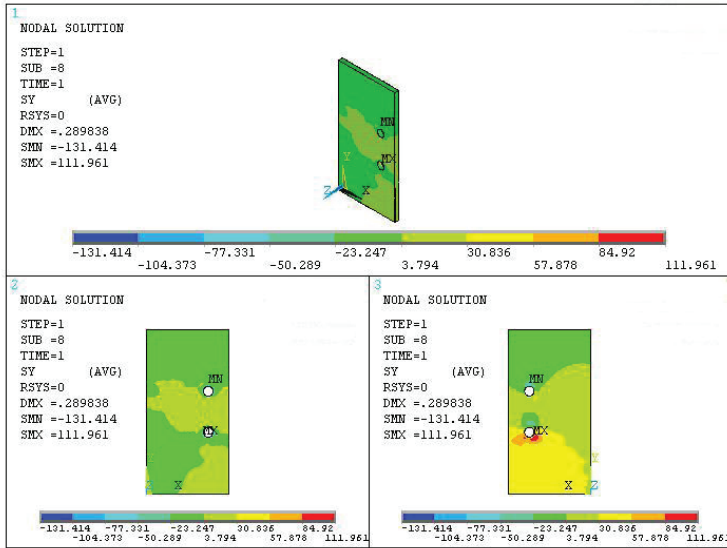 1
NODAL SOLUTION
STEP=1
SUB =8
TIME=1
SY (AVG)
RSYS=0
DMX =.289838
SMN =-131.414
SMX =111.961
MN
MX
Y
Z X
-131.414 -77.331 -23.247 30.836 84.92
-104.373 -50.289 3.794 57.878 111.961
2
NODAL SOLUTION
STEP=1
SUB =8
TIME=1
SY (AVG)
RSYS=0
DMX =.289838
SMN =-131.414
SMX =111.961
MN
MX
Z X
-131.414 -77.331 -23.247 30.836 84.92
-104.373 -50.289 3.794 57.878 111.961
3
NODAL SOLUTION
STEP=1
SUB =8
TIME=1
SY (AVG)
RSYS=0
DMX =.289838
SMN =-131.414
SMX =111.961
MN
MX
Y
X Z
-131.414 -77.331 -23.247 30.836 84.92
-104.373 -50.289 3.794 57.878 111.961